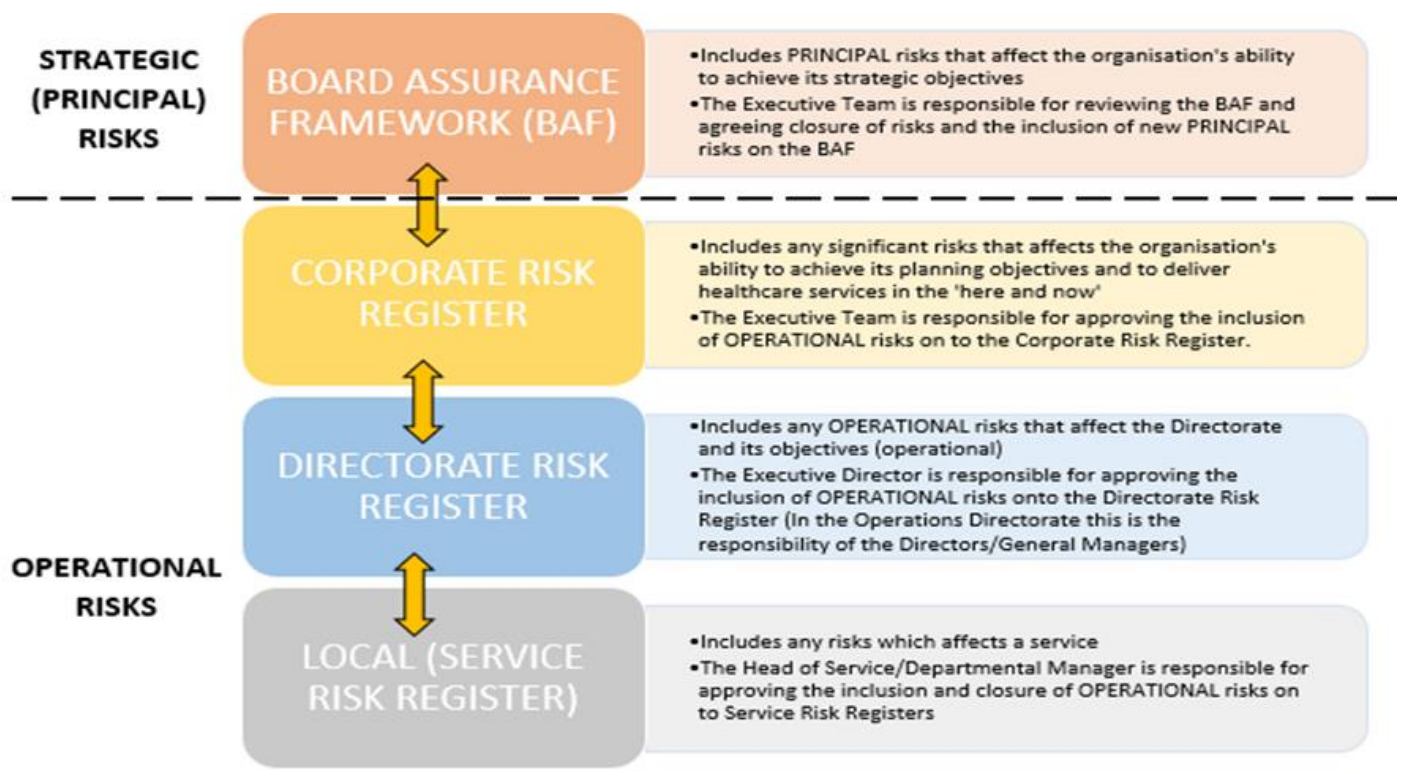 STRATEGIC
(PRINCIPAL)
RISKS
BOARD ASSURANCE
FRAMEWORK (BAF)
•Includes PRINCIPAL risks that affect the organisation's ability
to achieve its strategic objectives
•The Executive Team is responsible for reviewing the BAF and
agreeing closure of risks and the inclusion of new PRINCIPAL
risks on the BAF
CORPORATE RISK
REGISTER
•Includes any significant risks that affects the organisation's
ability to achieve its planning objectives and to deliver
healthcare services in the 'here and now'
•The Executive Team is responsible for approving the inclusion
of OPERATIONAL risks on to the Corporate Risk Register.
OPERATIONAL
RISKS
DIRECTORATE RISK
REGISTER
•Includes any OPERATIONAL risks that affect the Directorate
and its objectives (operational)
•The Executive Director is responsible for approving the
inclusion of OPERATIONAL risks onto the Directorate Risk
Register (In the Operations Directorate this is the
responsibility of the Directors/General Managers)
LOCAL (SERVICE
RISK REGISTER)
•Includes any risks which affects a service
•The Head of Service/Departmental Manager is responsible for
approving the inclusion and closure of OPERATIONAL risks on
to Service Risk Registers